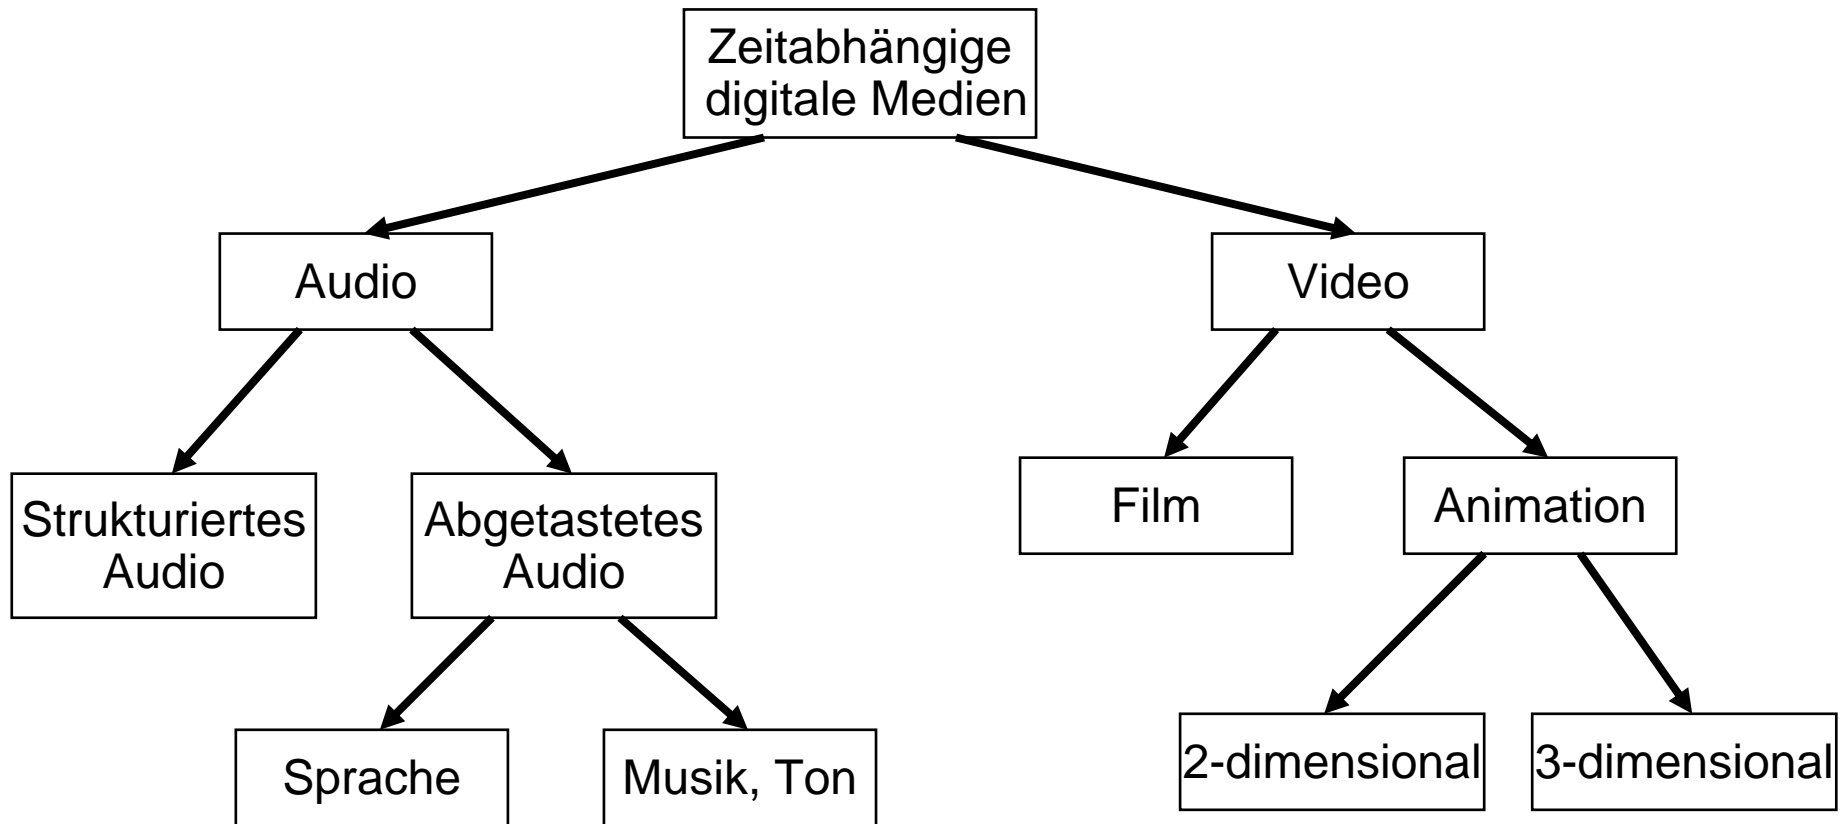 Zeitabhängige
digitale Medien
Audio
Video
Strukturiertes
Audio
Abgetastetes
Audio
Film
Animation
Sprache
Musik, Ton
2-dimensional
3-dimensional